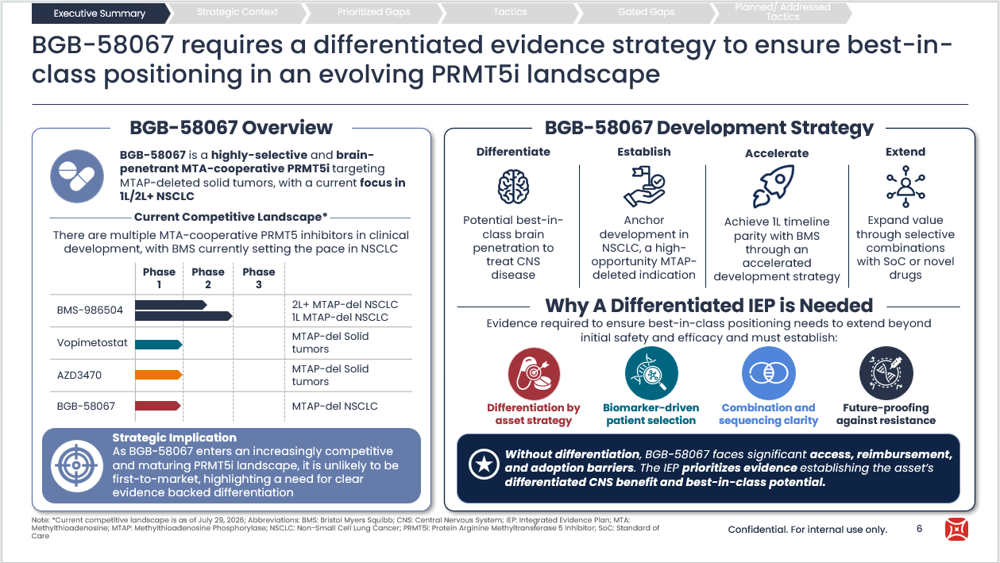 Executive Summary
Strategic Context
Prioritized Gaps
Tactics
Gated Gaps
Planned/ Addressed
Tactics
BGB-58067 requires a differentiated evidence strategy to ensure best-in-
class positioning in an evolving PRMT5i landscape
BGB-58067 Overview
BGB-58067 is a highly-selective and brain-
penetrant MTA-cooperative PRMT5i targeting
MTAP-deleted solid tumors, with a current focus in
1L/2L+ NSCLC
Current Competitive Landscape*
There are multiple MTA-cooperative PRMT5 inhibitors in clinical
development, with BMS currently setting the pace in NSCLC
Phase Phase Phase
1 2 3
BMS-986504
2L+ MTAP-del NSCLC
1L MTAP-del NSCLC
Vopimetostat
MTAP-del Solid
tumors
AZD3470
MTAP-del Solid
tumors
BGB-58067
MTAP-del NSCLC
Strategic Implication
As BGB-58067 enters an increasingly competitive
and maturing PRMT5i landscape, it is unlikely to be
first-to-market, highlighting a need for clear
evidence backed differentiation
BGB-58067 Development Strategy
Differentiate
Potential best-in-
class brain
penetration to
treat CNS
disease
Establish
Anchor
development in
NSCLC, a high-
opportunity MTAP-
deleted indication
Accelerate
Achieve 1L timeline
parity with BMS
through an
accelerated
development strategy
Extend
Expand value
through selective
combinations
with SoC or novel
drugs
Why A Differentiated IEP is Needed
Evidence required to ensure best-in-class positioning needs to extend beyond
initial safety and efficacy and must establish:
Differentiation by
asset strategy
Biomarker-driven
patient selection
Combination and
sequencing clarity
Future-proofing
against resistance
Without differentiation, BGB-58067 faces significant access, reimbursement,
and adoption barriers. The IEP prioritizes evidence establishing the asset's
differentiated CNS benefit and best-in-class potential.
Note: *Current competitive landscape is as of July 29, 2026; Abbreviations: BMS: Bristol Myers Squibb; CNS: Central Nervous System; IEP: Integrated Evidence Plan; MTA:
Methylthioadenosine; MTAP: Methylthioadenosine Phosphorylase; NSCLC: Non-Small Cell Lung Cancer; PRMT5i: Protein Arginine Methyltransferase 5 Inhibitor; SoC: Standard of
Care
Confidential. For internal use only.
6